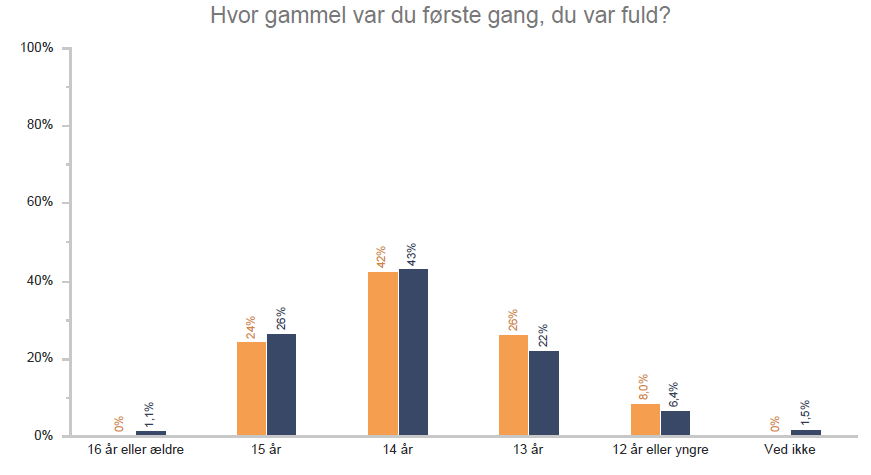 Hvor gammel var du første gang, du var fuld?
100%
80%
60%
40%
20%
0%
0%
1,1%
24%
26%
42%
43%
26%
22%
8,0%
6,4%
0%
1,5%
16 år eller ældre
15 år
14 år
13 år
12 år eller yngre
Ved ikke